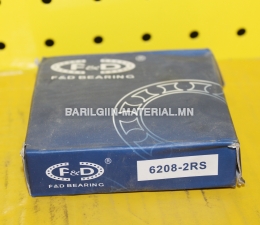 F&D
®
F&D BEARING
BARILGIIN-MATERIAL.MN
F&D ®
F&D BEARING
6208-2RS